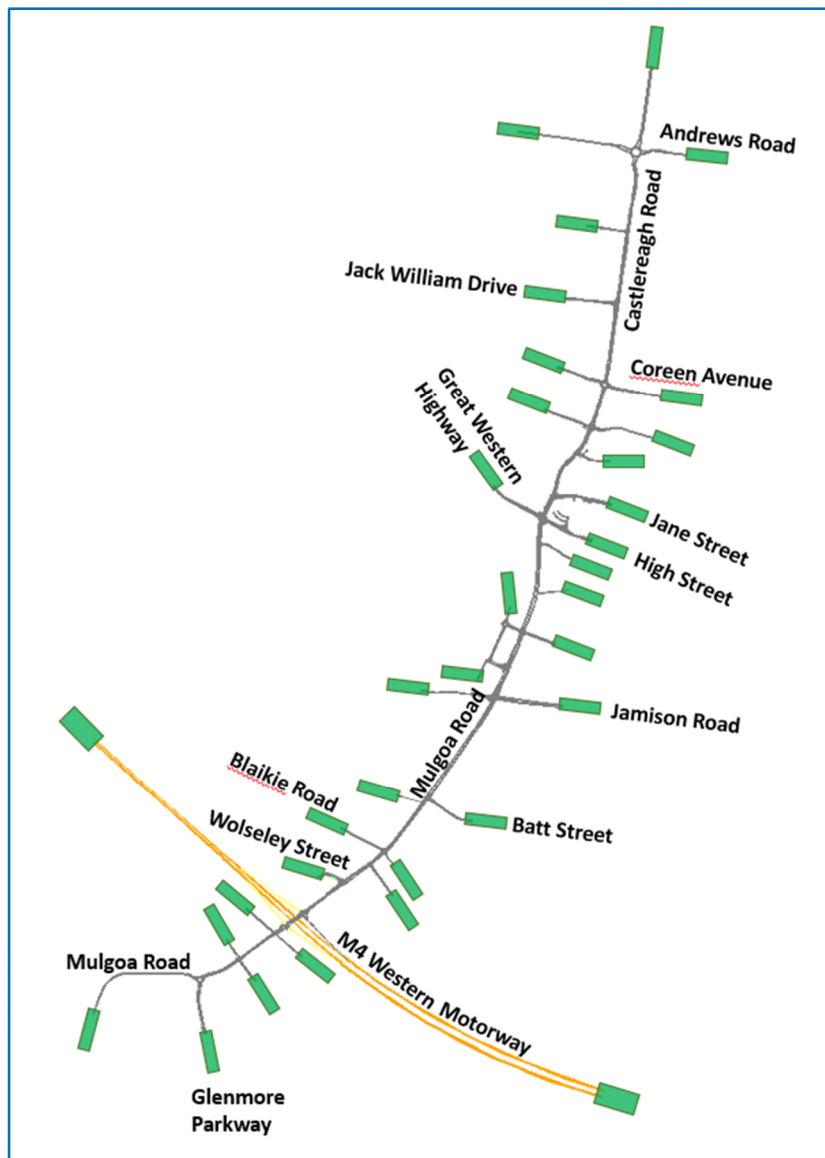 Andrews Road
Castlereagh Road
Jack William Drive
Coreen Avenue
Great Western
Highway
Jane Street
High Street
Jamison Road
Mulgoa Road
Blaikie Road
Batt Street
Wolseley Street
M4 Western Motorway
Mulgoa Road
Glenmore
Parkway